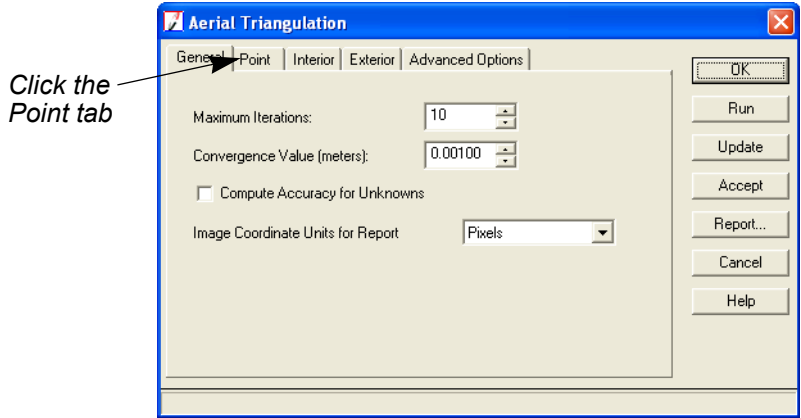 Aerial Triangulation
General Point Interior Exterior Advanced Options
Click the
Point tab
Maximum Iterations: 10
Convergence Value (meters): 0.00100
Compute Accuracy for Unknowns
Image Coordinate Units for Report Pixels
OK
Run
Update
Accept
Report...
Cancel
Help